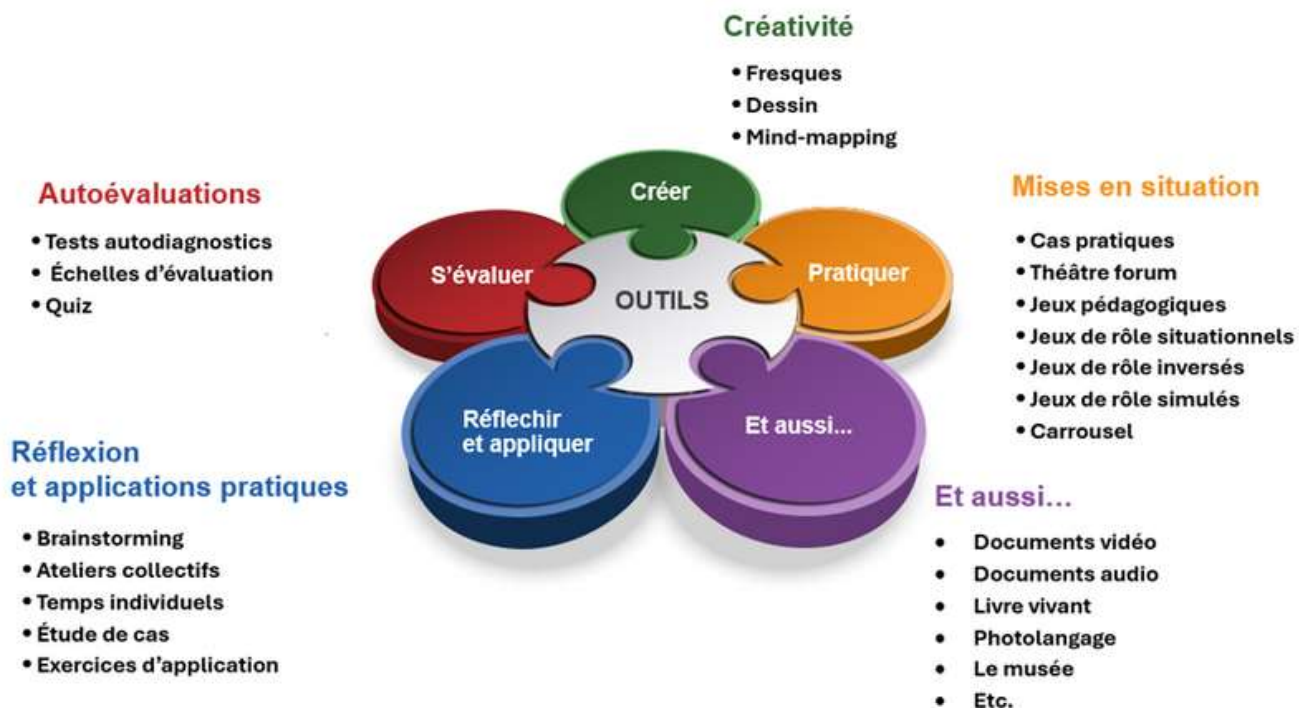 Créativité
• Fresques
• Dessin
• Mind-mapping
Autoévaluations
• Tests autodiagnostics
• Échelles d'évaluation
• Quiz
Mises en situation
• Cas pratiques
• Théâtre forum
• Jeux pédagogiques
• Jeux de rôle situationnels
• Jeux de rôle inversés
• Jeux de rôle simulés
• Carrousel
Créer
S'évaluer
Pratiquer
OUTILS
Réflechir
et appliquer
Et aussi...
Réflexion
et applications pratiques
• Brainstorming
• Ateliers collectifs
• Temps individuels
• Étude de cas
• Exercices d'application
Et aussi...
• Documents vidéo
• Documents audio
• Livre vivant
• Photolangage
• Le musée
• Etc.